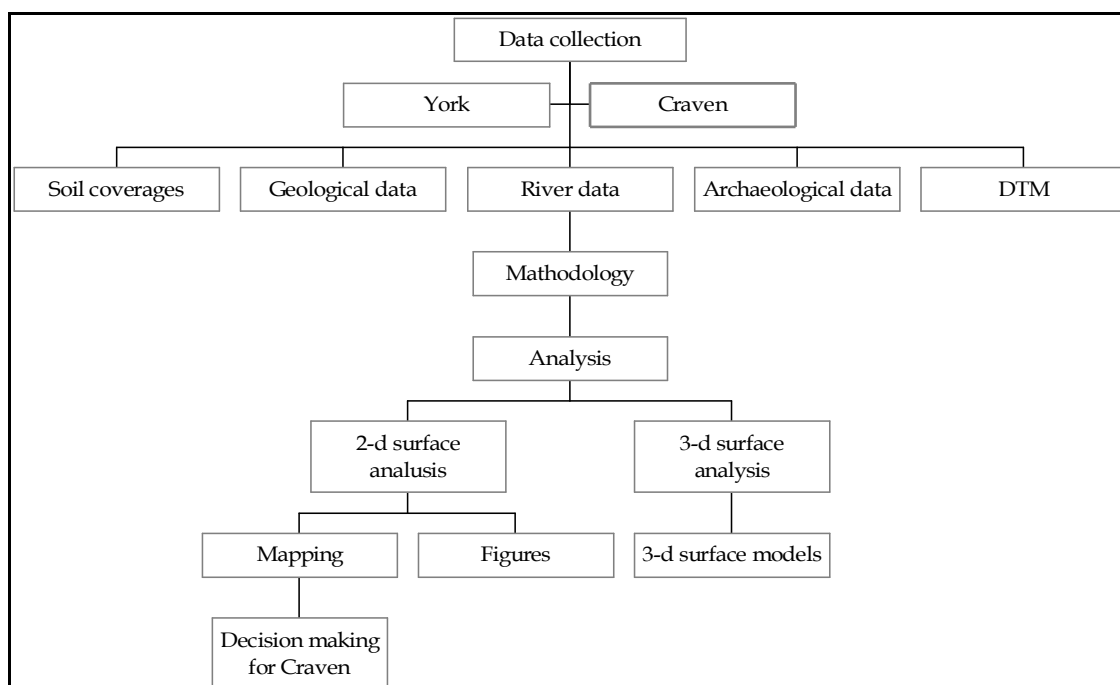 Data collection
York
Craven
Soil coverages
Geological data
River data
Archaeological data
DTM
Mathodology
Analysis
2-d surface
analusis
3-d surface
analysis
Mapping
Figures
3-d surface models
Decision making
for Craven